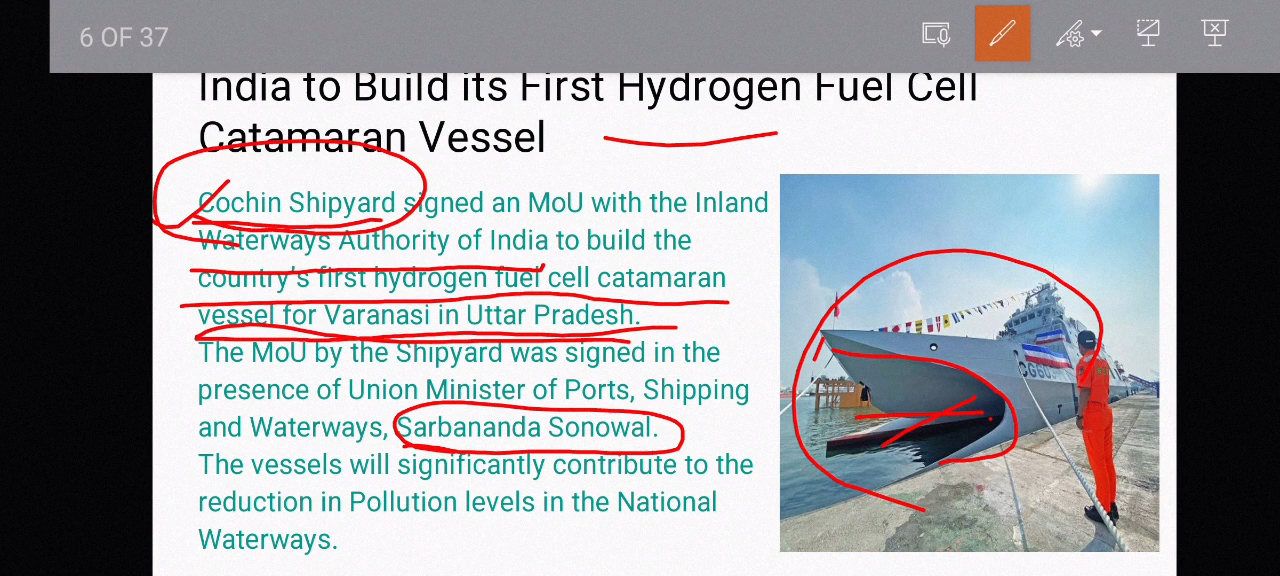 6 OF 37
India to Build its First Hydrogen Fuel Cell
Catamaran Vessel
Cochin Shipyard signed an MoU with the Inland
Waterways Authority of India to build the
country's first hydrogen fuel cell catamaran
vessel for Varanasi in Uttar Pradesh.
The MoU by the Shipyard was signed in the
presence of Union Minister of Ports, Shipping
and Waterways, Sarbananda Sonowal.
The vessels will significantly contribute to the
reduction in Pollution levels in the National
Waterways.